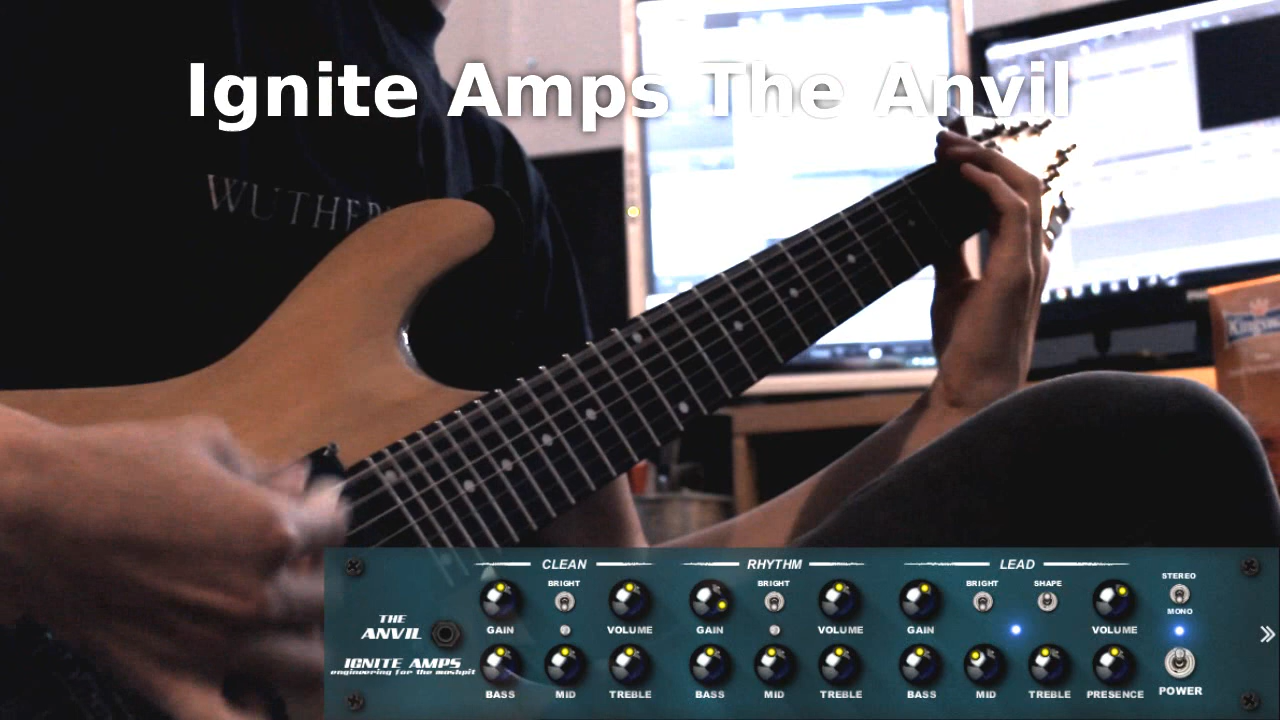 Ignite Amps The Anvil
CLEAN
RHYTHM
LEAD
BRIGHT
BRIGHT
BRIGHT
SHAPE
STEREO
MONO
THE
ANVIL
GAIN
VOLUME
GAIN
VOLUME
GAIN
VOLUME
IGNITE AMPS
engineering for the moshpit
BASS
MID
TREBLE
BASS
MID
TREBLE
BASS
MID
TREBLE
PRESENCE
POWER